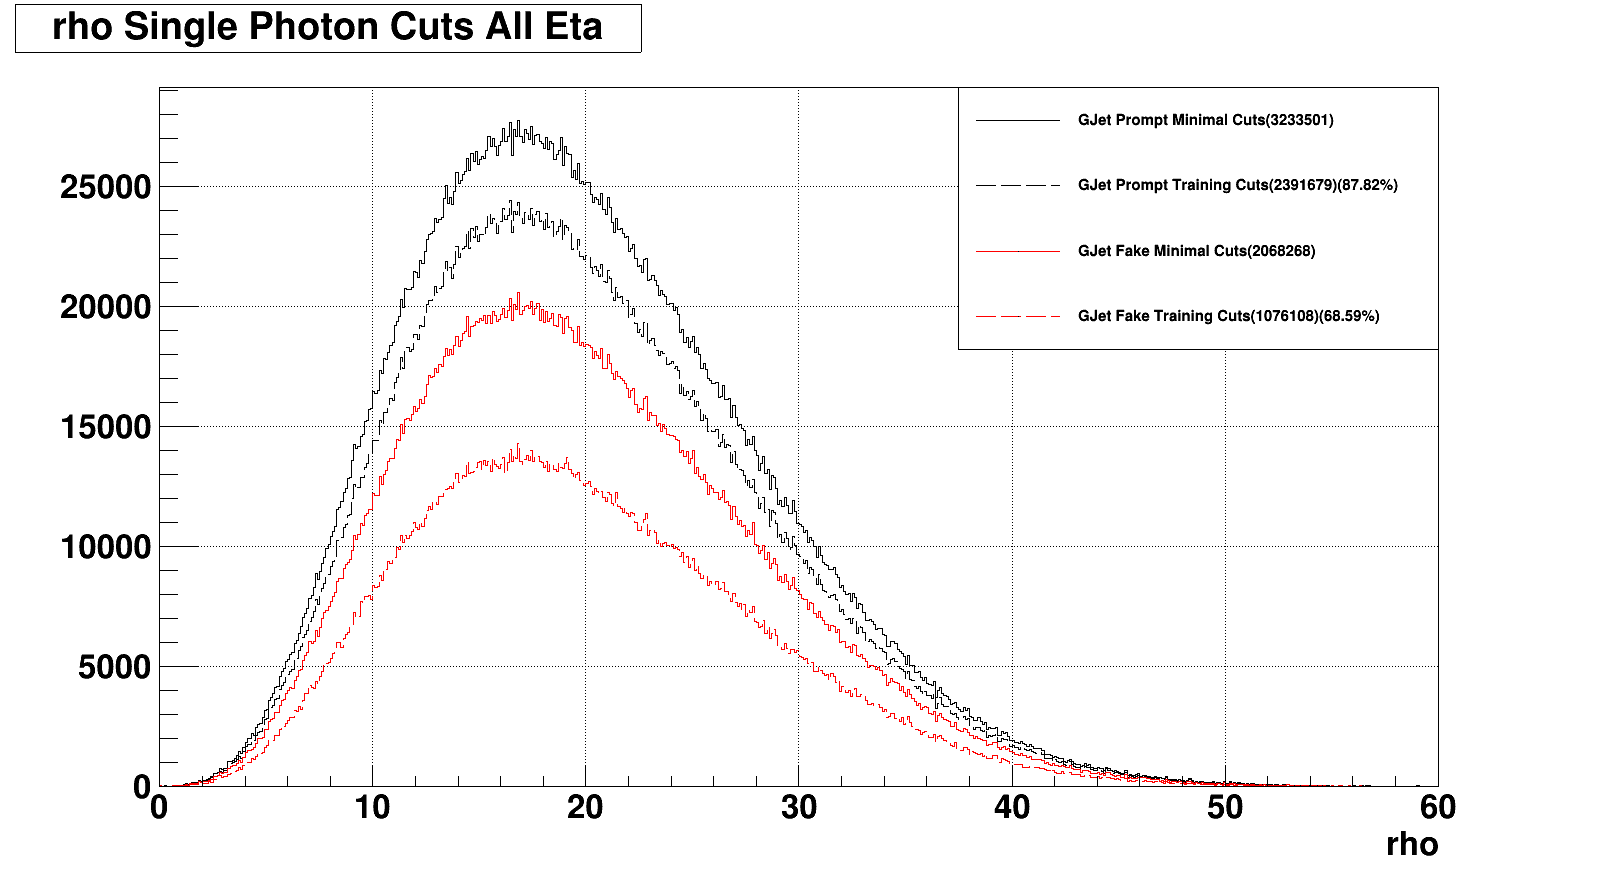 rho Single Photon Cuts All Eta
GJet Prompt Minimal Cuts(3233501)
GJet Prompt Training Cuts(2391679)(87.82%)
GJet Fake Minimal Cuts(2068268)
GJet Fake Training Cuts(1076108)(68.59%)
25000
20000
15000
10000
5000
0
0 10 20 30 40 50 60
rho